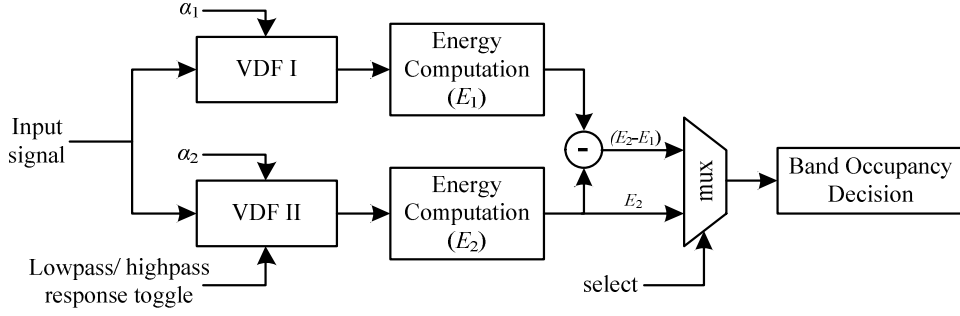 α1
VDF I
Energy
Computation
(E1)
Input
signal
α2
VDF II
Energy
Computation
(E2)
-
(E2-E1)
E2
mux
Band Occupancy
Decision
Lowpass/ highpass
response toggle
select